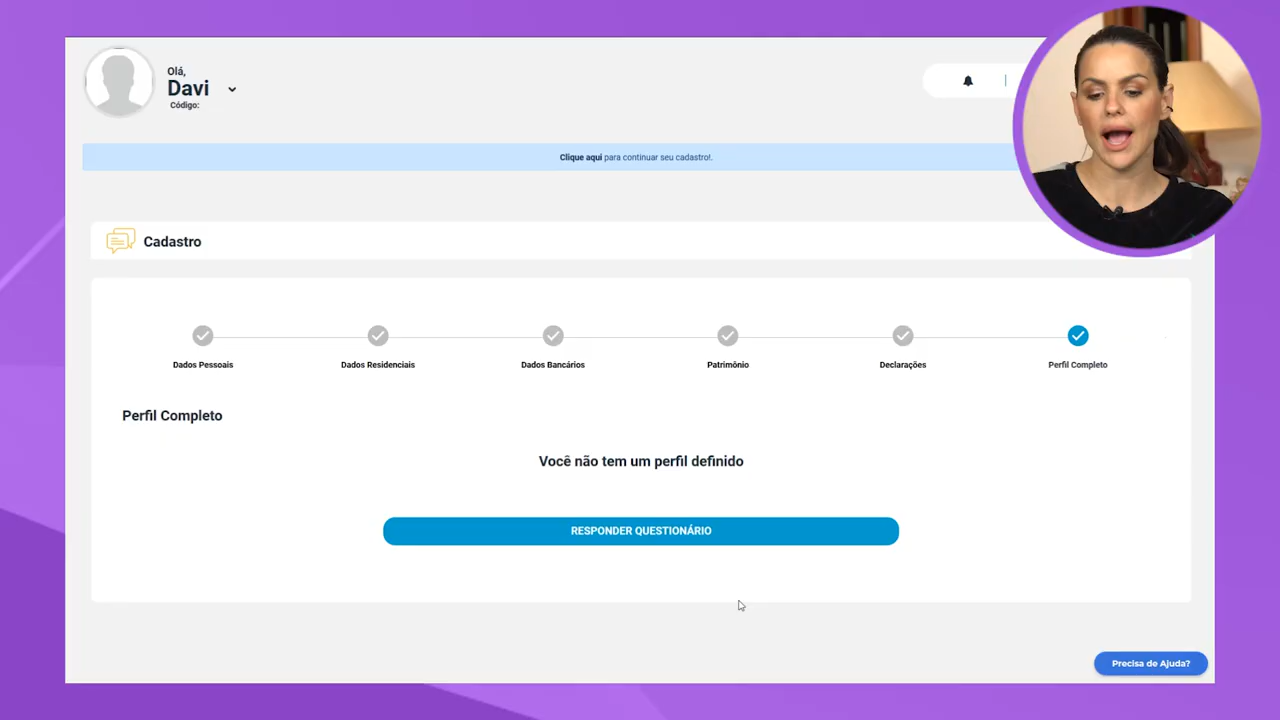 Olá,
Davi
Código:
Clique aqui para continuar seu cadastro!.
Cadastro
Dados Pessoais
Dados Residenciais
Dados Bancários
Patrimônio
Declarações
Perfil Completo
Perfil Completo
Você não tem um perfil definido
RESPONDER QUESTIONÁRIO
Precisa de Ajuda?